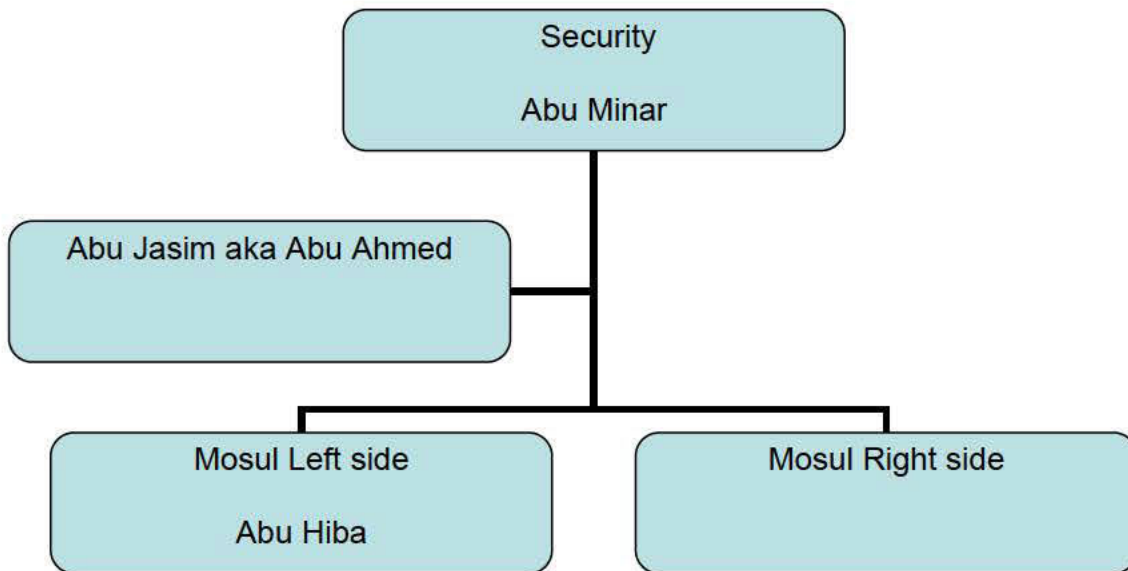 Security
Abu Minar
Abu Jasim aka Abu Ahmed
Mosul Left side
Abu Hiba
Mosul Right side